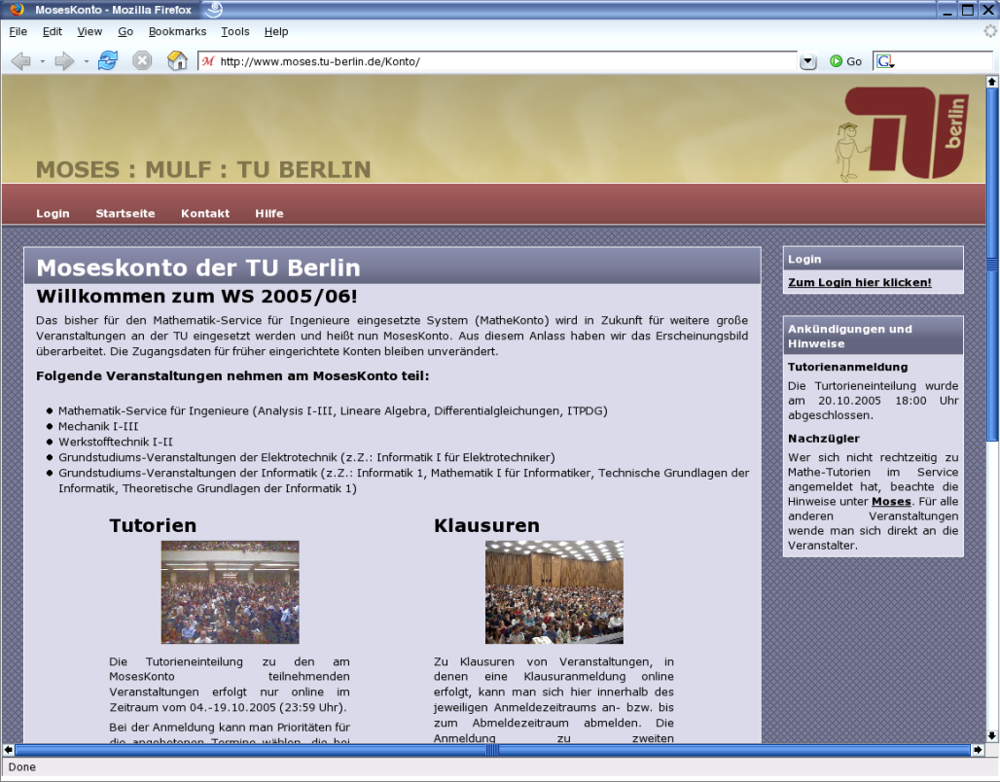 MosesKonto - Mozilla Firefox
File Edit View Go Bookmarks Tools Help
http://www.moses.tu-berlin.de/Konto/
Go
G
MOSES : MULF : TU BERLIN
TU berlin
Login Startseite Kontakt Hilfe
Moseskonto der TU Berlin
Willkommen zum WS 2005/06!
Das bisher für den Mathematik-Service für Ingenieure eingesetzte System (MatheKonto) wird in Zukunft für weitere große
Veranstaltungen an der TU eingesetzt werden und heißt nun MosesKonto. Aus diesem Anlass haben wir das Erscheinungsbild
überarbeitet. Die Zugangsdaten für früher eingerichtete Konten bleiben unverändert.
Folgende Veranstaltungen nehmen am MosesKonto teil:
Mathematik-Service für Ingenieure (Analysis I-III, Lineare Algebra, Differentialgleichungen, ITPDG)
Mechanik I-III
Werkstofftechnik I-II
Grundstudiums-Veranstaltungen der Elektrotechnik (z.Z.: Informatik I für Elektrotechniker)
Grundstudiums-Veranstaltungen der Informatik (z.Z.: Informatik 1, Mathematik I für Informatiker, Technische Grundlagen der
Informatik, Theoretische Grundlagen der Informatik 1)
Tutorien
Die Tutorieneinteilung zu den am
MosesKonto teilnehmenden
Veranstaltungen erfolgt nur online im
Zeitraum vom 04.-19.10.2005 (23:59 Uhr).
Bei der Anmeldung kann man Prioritäten für
die angebotenen Termine wählen, die bei
Klausuren
Zu Klausuren von Veranstaltungen, in
denen eine Klausuranmeldung online
erfolgt, kann man sich hier innerhalb des
jeweiligen Anmeldezeitraums an- bzw. bis
zum Abmeldezeitraum abmelden. Die
Anmeldung zu zweiten
Login
Zum Login hier klicken!
Ankündigungen und
Hinweise
Tutorienanmeldung
Die Turtorieneinteilung wurde
am 20.10.2005 18:00 Uhr
abgeschlossen.
Nachzügler
Wer sich nicht rechtzeitig zu
Mathe-Tutorien im Service
angemeldet hat, beachte die
Hinweise unter Moses. Für alle
anderen Veranstaltungen
wende man sich direkt an die
Veranstalter.
Done